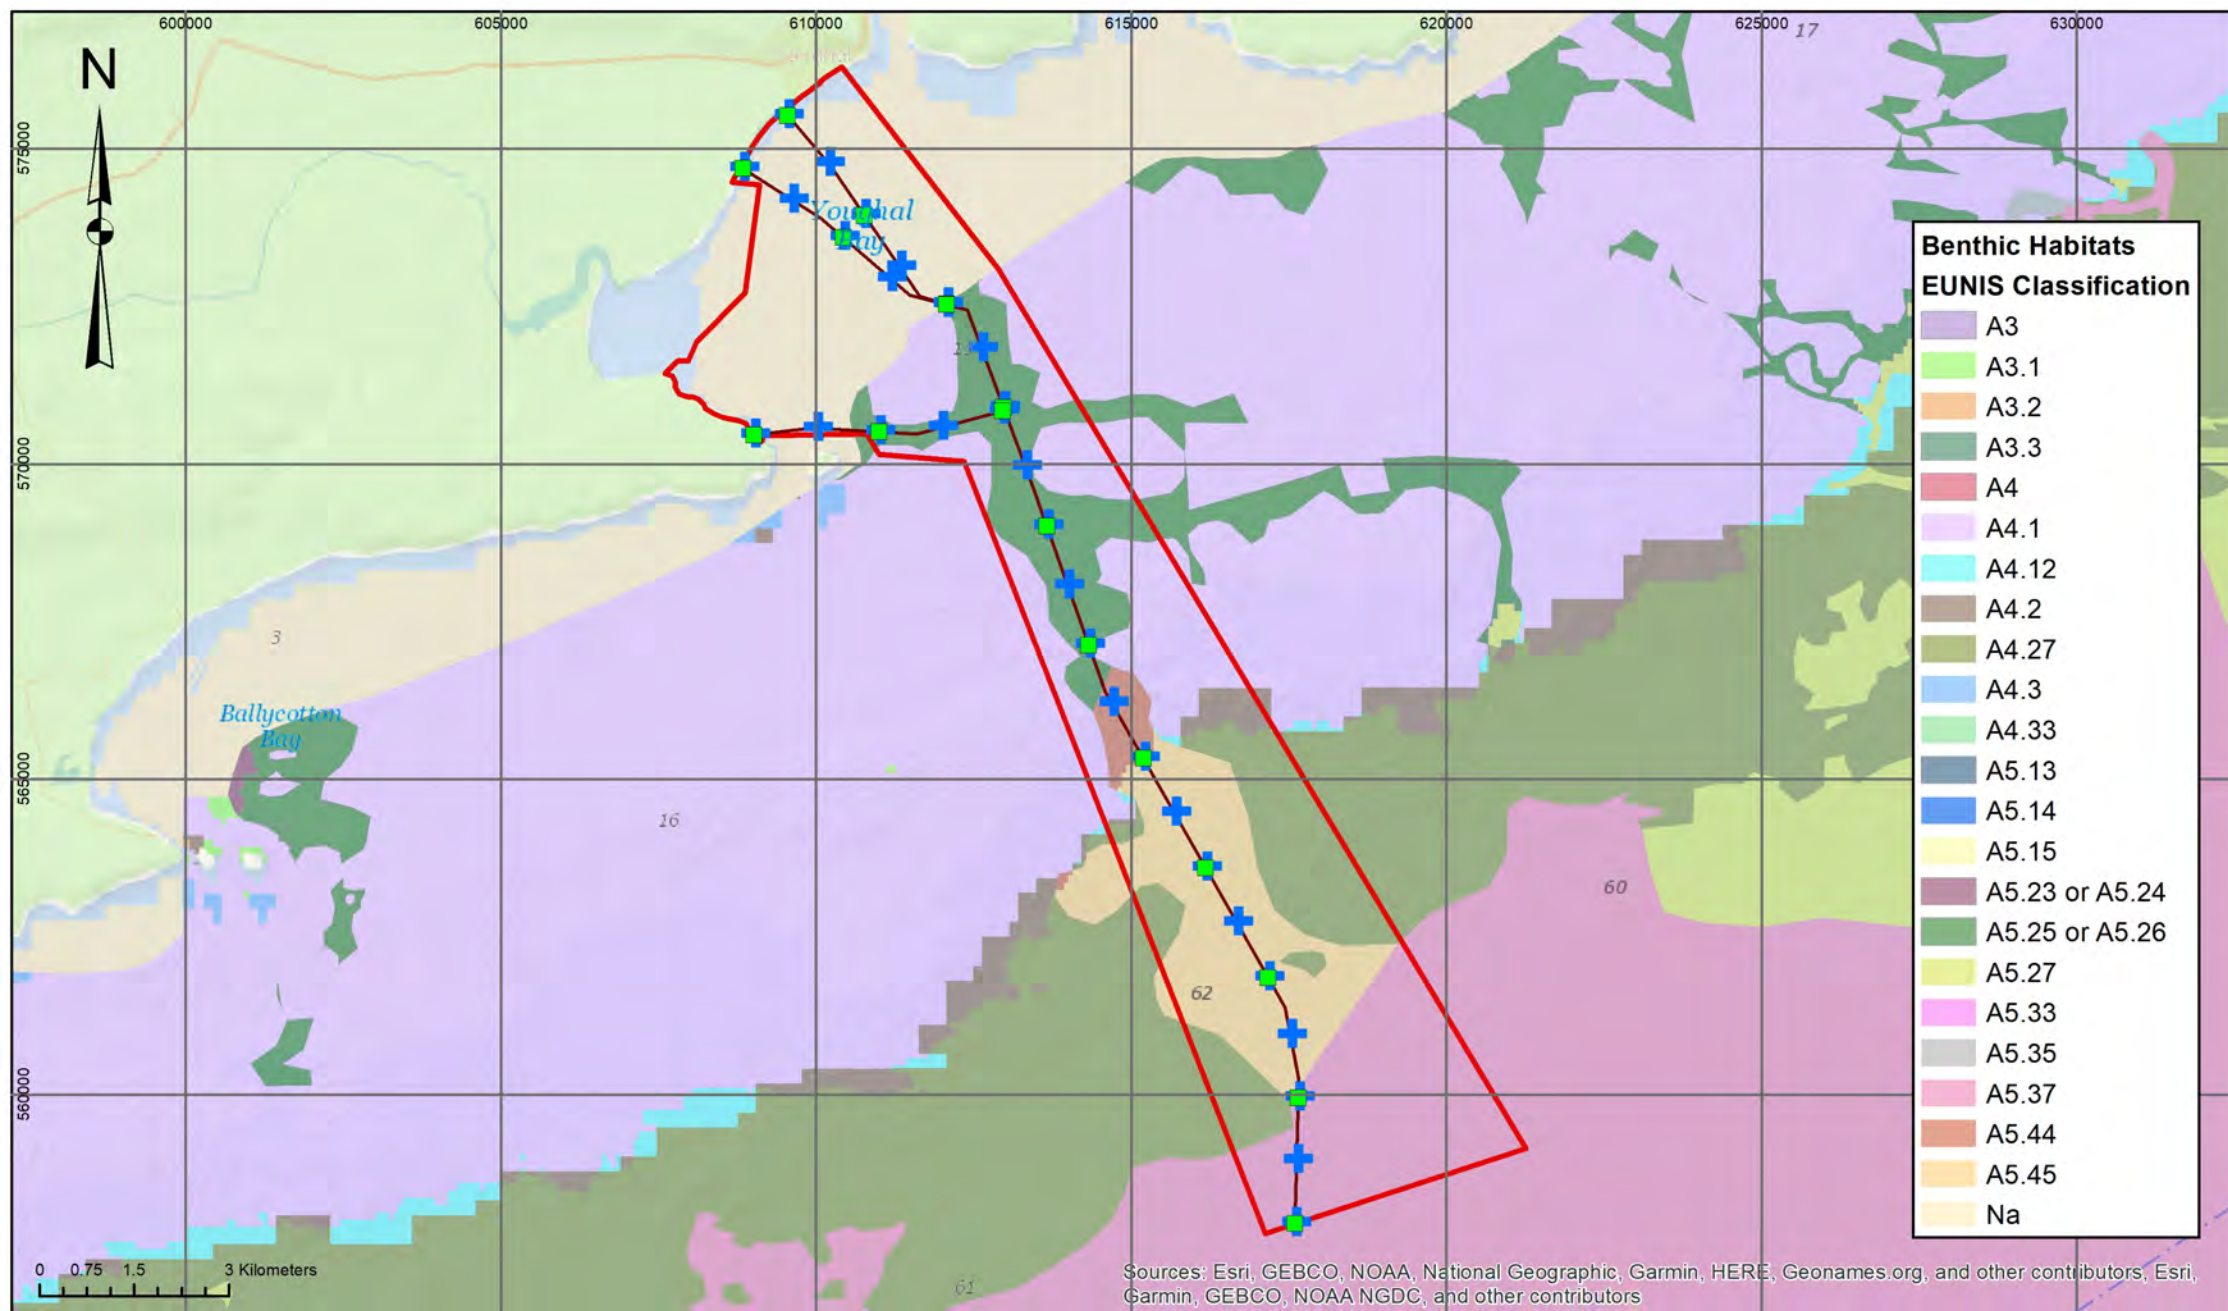 600000 605000 610000 615000 620000 625000 630000
17
N
575000
Youghal
Bay
570000
3
Ballycotton
Bay
565000
16
60
62
560000
61
0 0.75 1.5 3 Kilometers
Benthic Habitats
EUNIS Classification
A3
A3.1
A3.2
A3.3
A4
A4.1
A4.12
A4.2
A4.27
A4.3
A4.33
A5.13
A5.14
A5.15
A5.23 or A5.24
A5.25 or A5.26
A5.27
A5.33
A5.35
A5.37
A5.44
A5.45
Na
Sources: Esri, GEBCO, NOAA, National Geographic, Garmin, HERE, Geonames.org, and other contributors, Esri,
Garmin, GEBCO, NOAA NGDC, and other contributors